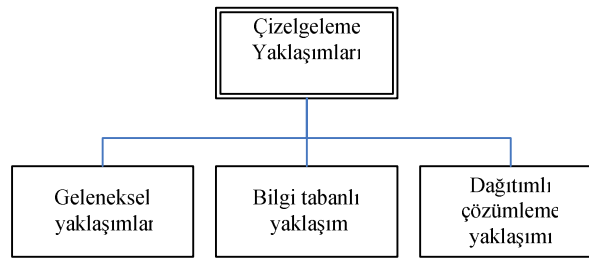 Çizelgeleme
Yaklaşımları
Geleneksel
yaklaşımlar
Bilgi tabanlı
yaklaşım
Dağıtımlı
çözümleme
yaklaşımı